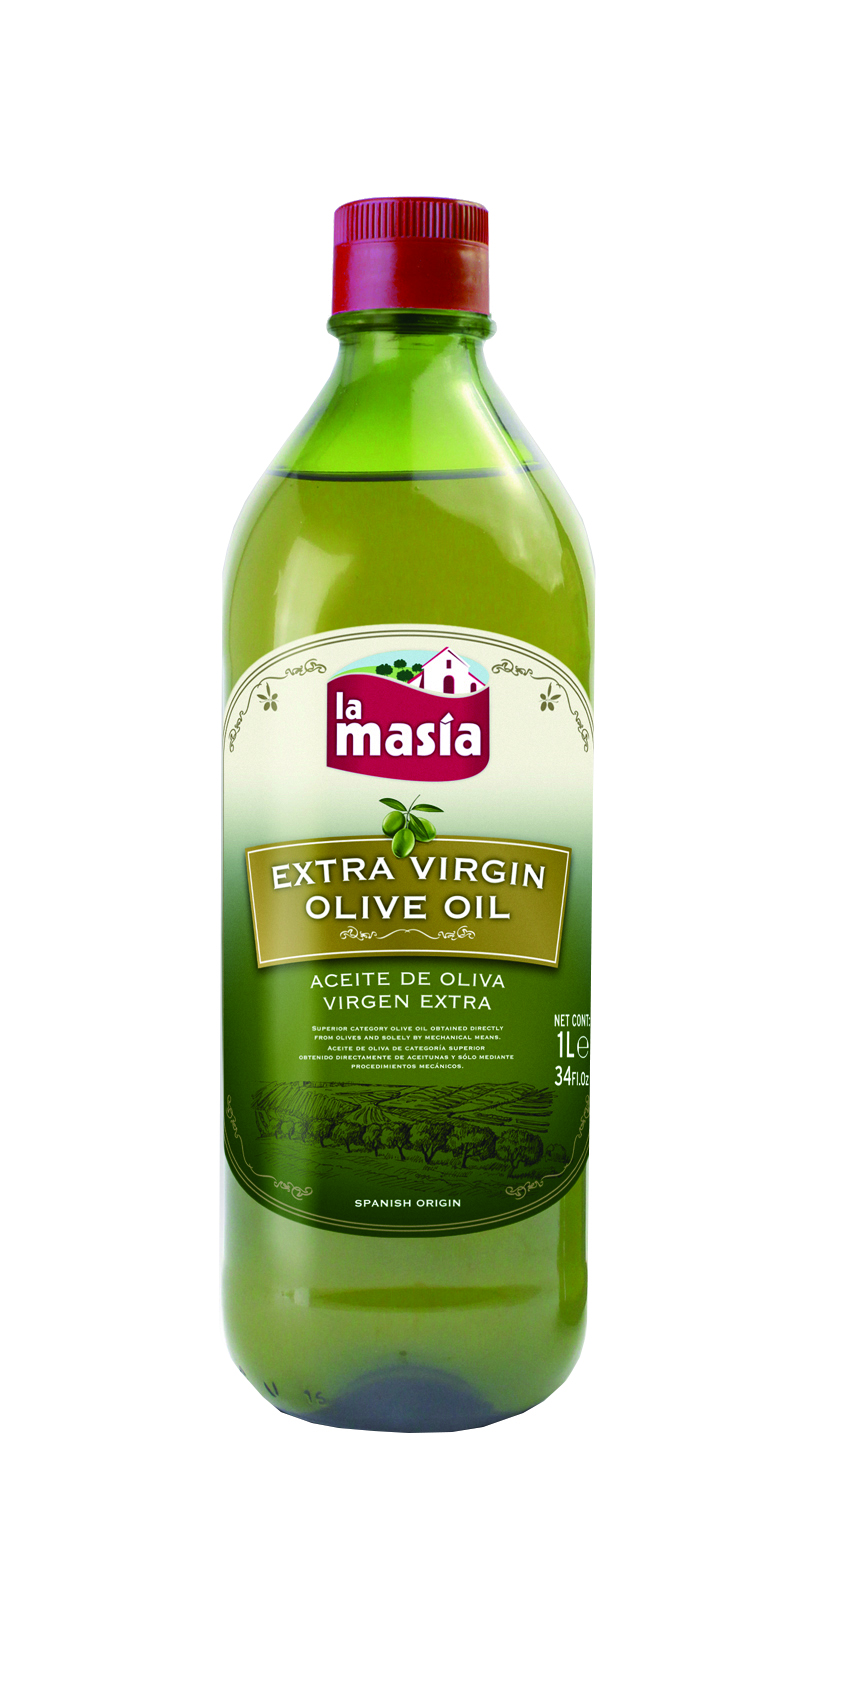 la
masía
EXTRA VIRGIN
OLIVE OIL
ACEITE DE OLIVA
VIRGEN EXTRA
SUPERIOR CATEGORY OLIVE OIL OBTAINED DIRECTLY
FROM OLIVES AND SOLELY BY MECHANICAL MEANS.
ACEITE DE OLIVA DE CATEGORÍA SUPERIOR
OBTENIDO DIRECTAMENTE DE ACEITUNAS Y SÓLO MEDIANTE
PROCEDIMIENTOS MECÁNICOS.
NET CONT:
1L℮
34FL.OZ
SPANISH ORIGIN